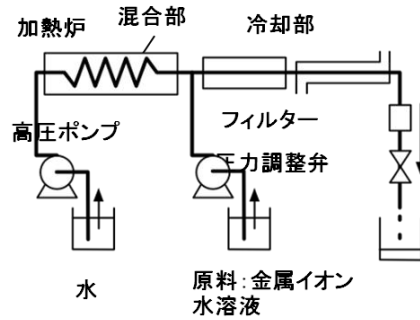 混合部
加熱炉
冷却部
高圧ポンプ
フィルター
圧力調整弁
水
原料：金属イオン
水溶液